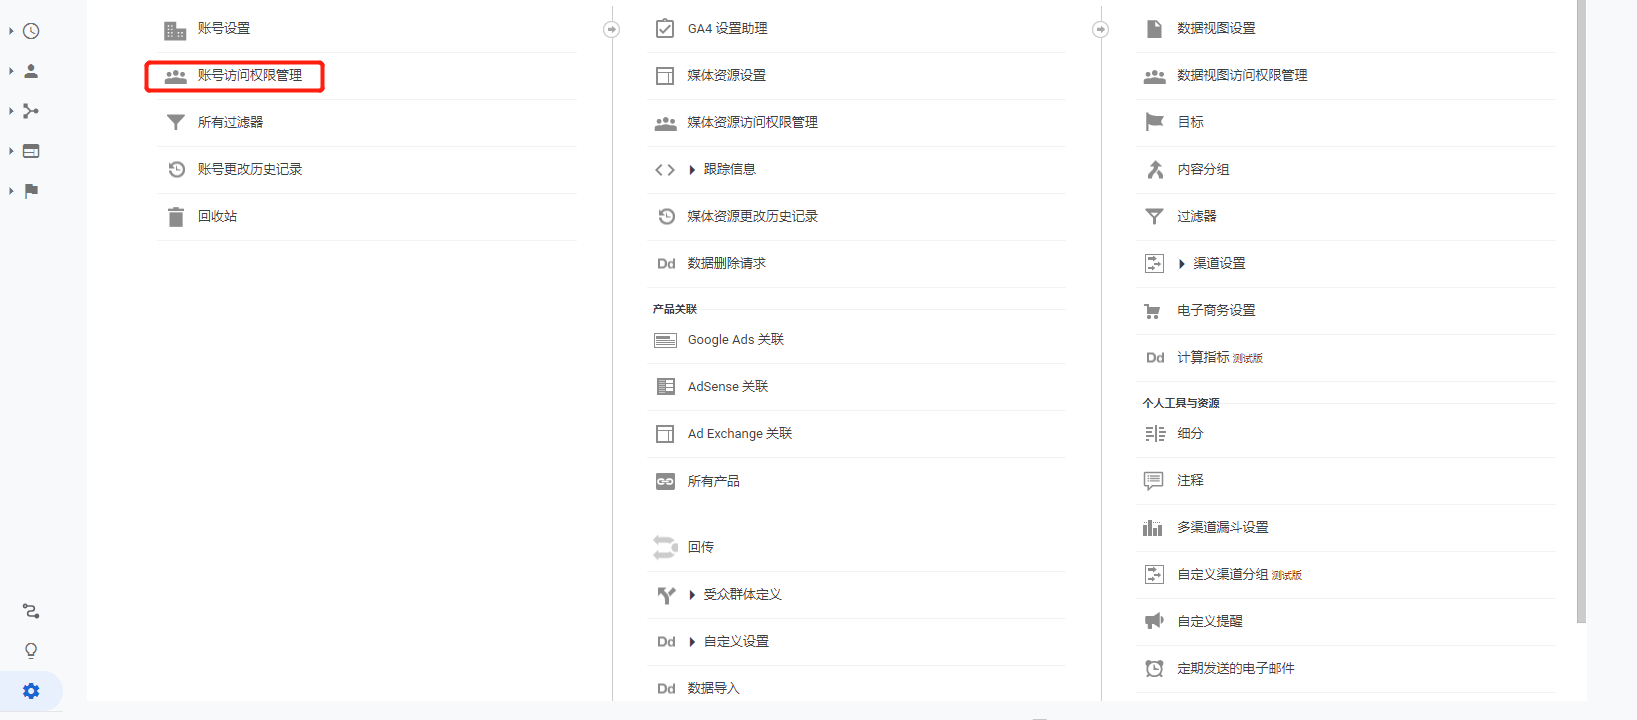 账号设置
账号访问权限管理
所有过滤器
账号更改历史记录
回收站
GA4 设置助理
媒体资源设置
媒体资源访问权限管理
跟踪信息
媒体资源更改历史记录
Dd 数据删除请求
产品关联
Google Ads 关联
AdSense 关联
Ad Exchange 关联
所有产品
回传
受众群体定义
Dd 自定义设置
Dd 数据导入
数据视图设置
数据视图访问权限管理
目标
内容分组
过滤器
渠道设置
电子商务设置
Dd 计算指标 测试版
个人工具与资源
细分
注释
多渠道漏斗设置
自定义渠道分组 测试版
自定义提醒
定期发送的电子邮件